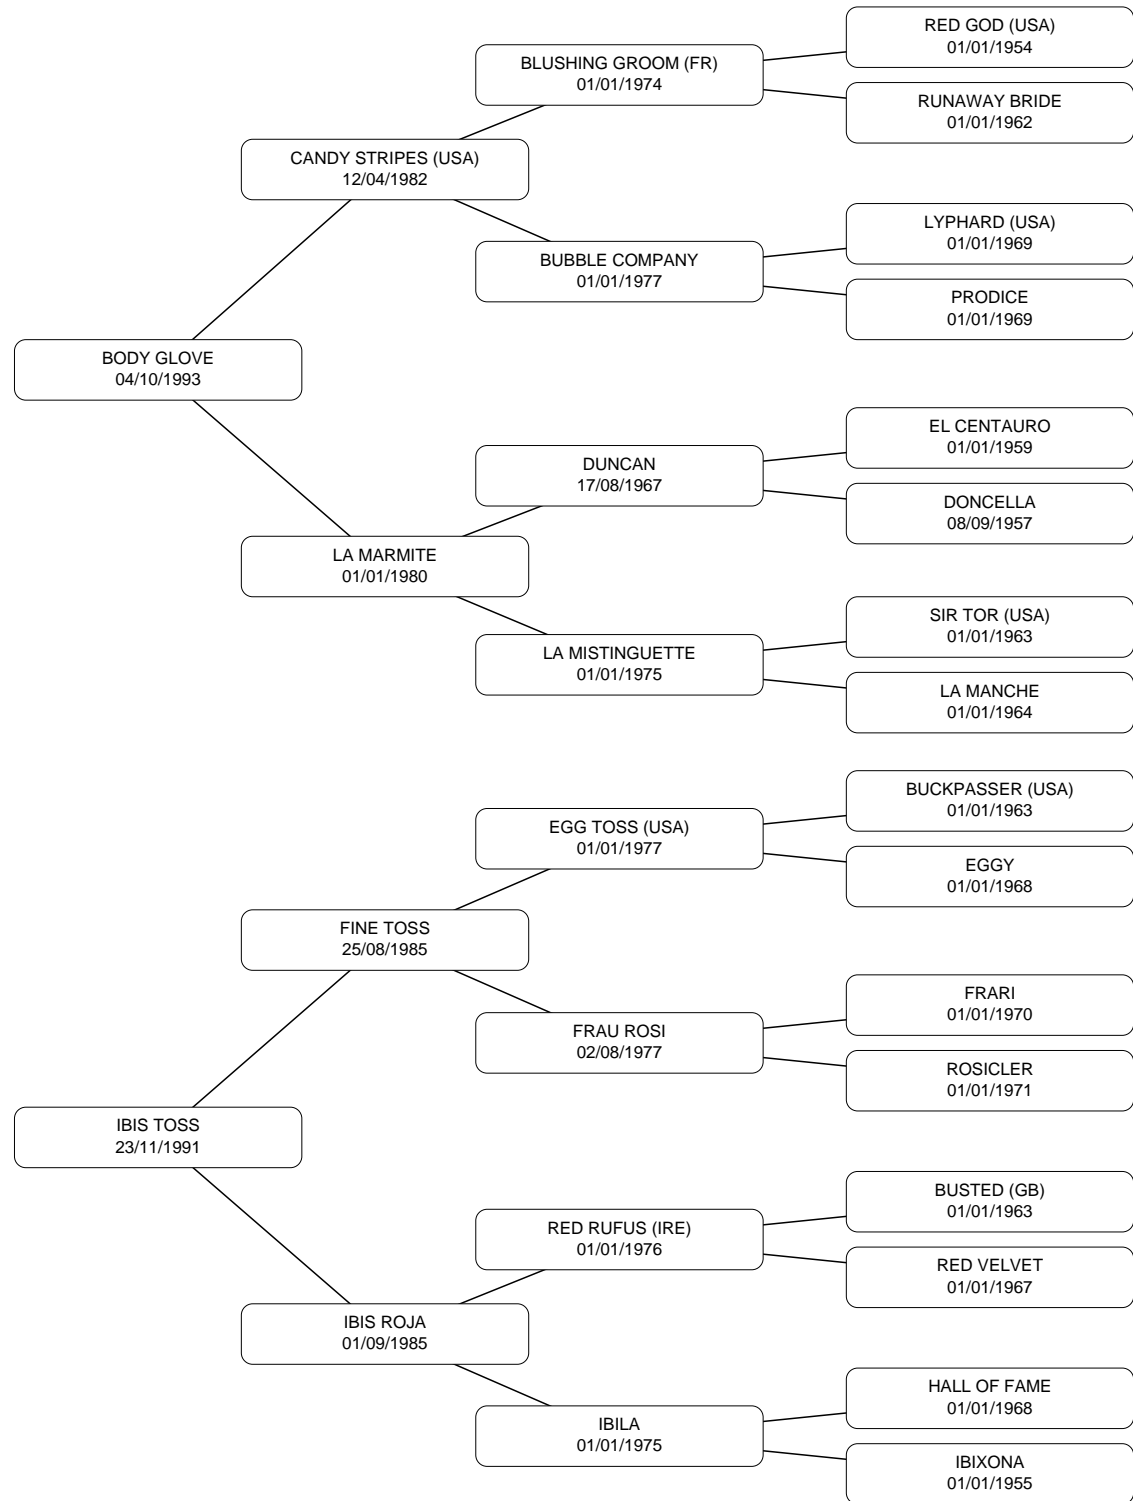 RED GOD (USA)
01/01/1954
BLUSHING GROOM (FR)
01/01/1974
RUNAWAY BRIDE
01/01/1962
CANDY STRIPES (USA)
12/04/1982
LYPHARD (USA)
01/01/1969
BUBBLE COMPANY
01/01/1977
PRODICE
01/01/1969
BODY GLOVE
04/10/1993
EL CENTAURO
01/01/1959
DUNCAN
17/08/1967
DONCELLA
08/09/1957
LA MARMITE
01/01/1980
SIR TOR (USA)
01/01/1963
LA MISTINGUETTE
01/01/1975
LA MANCHE
01/01/1964
BUCKPASSER (USA)
01/01/1963
EGG TOSS (USA)
01/01/1977
EGGY
01/01/1968
FINE TOSS
25/08/1985
FRARI
01/01/1970
FRAU ROSI
02/08/1977
ROSICLER
01/01/1971
IBIS TOSS
23/11/1991
BUSTED (GB)
01/01/1963
RED RUFUS (IRE)
01/01/1976
RED VELVET
01/01/1967
IBIS ROJA
01/09/1985
HALL OF FAME
01/01/1968
IBILA
01/01/1975
IBIXONA
01/01/1955